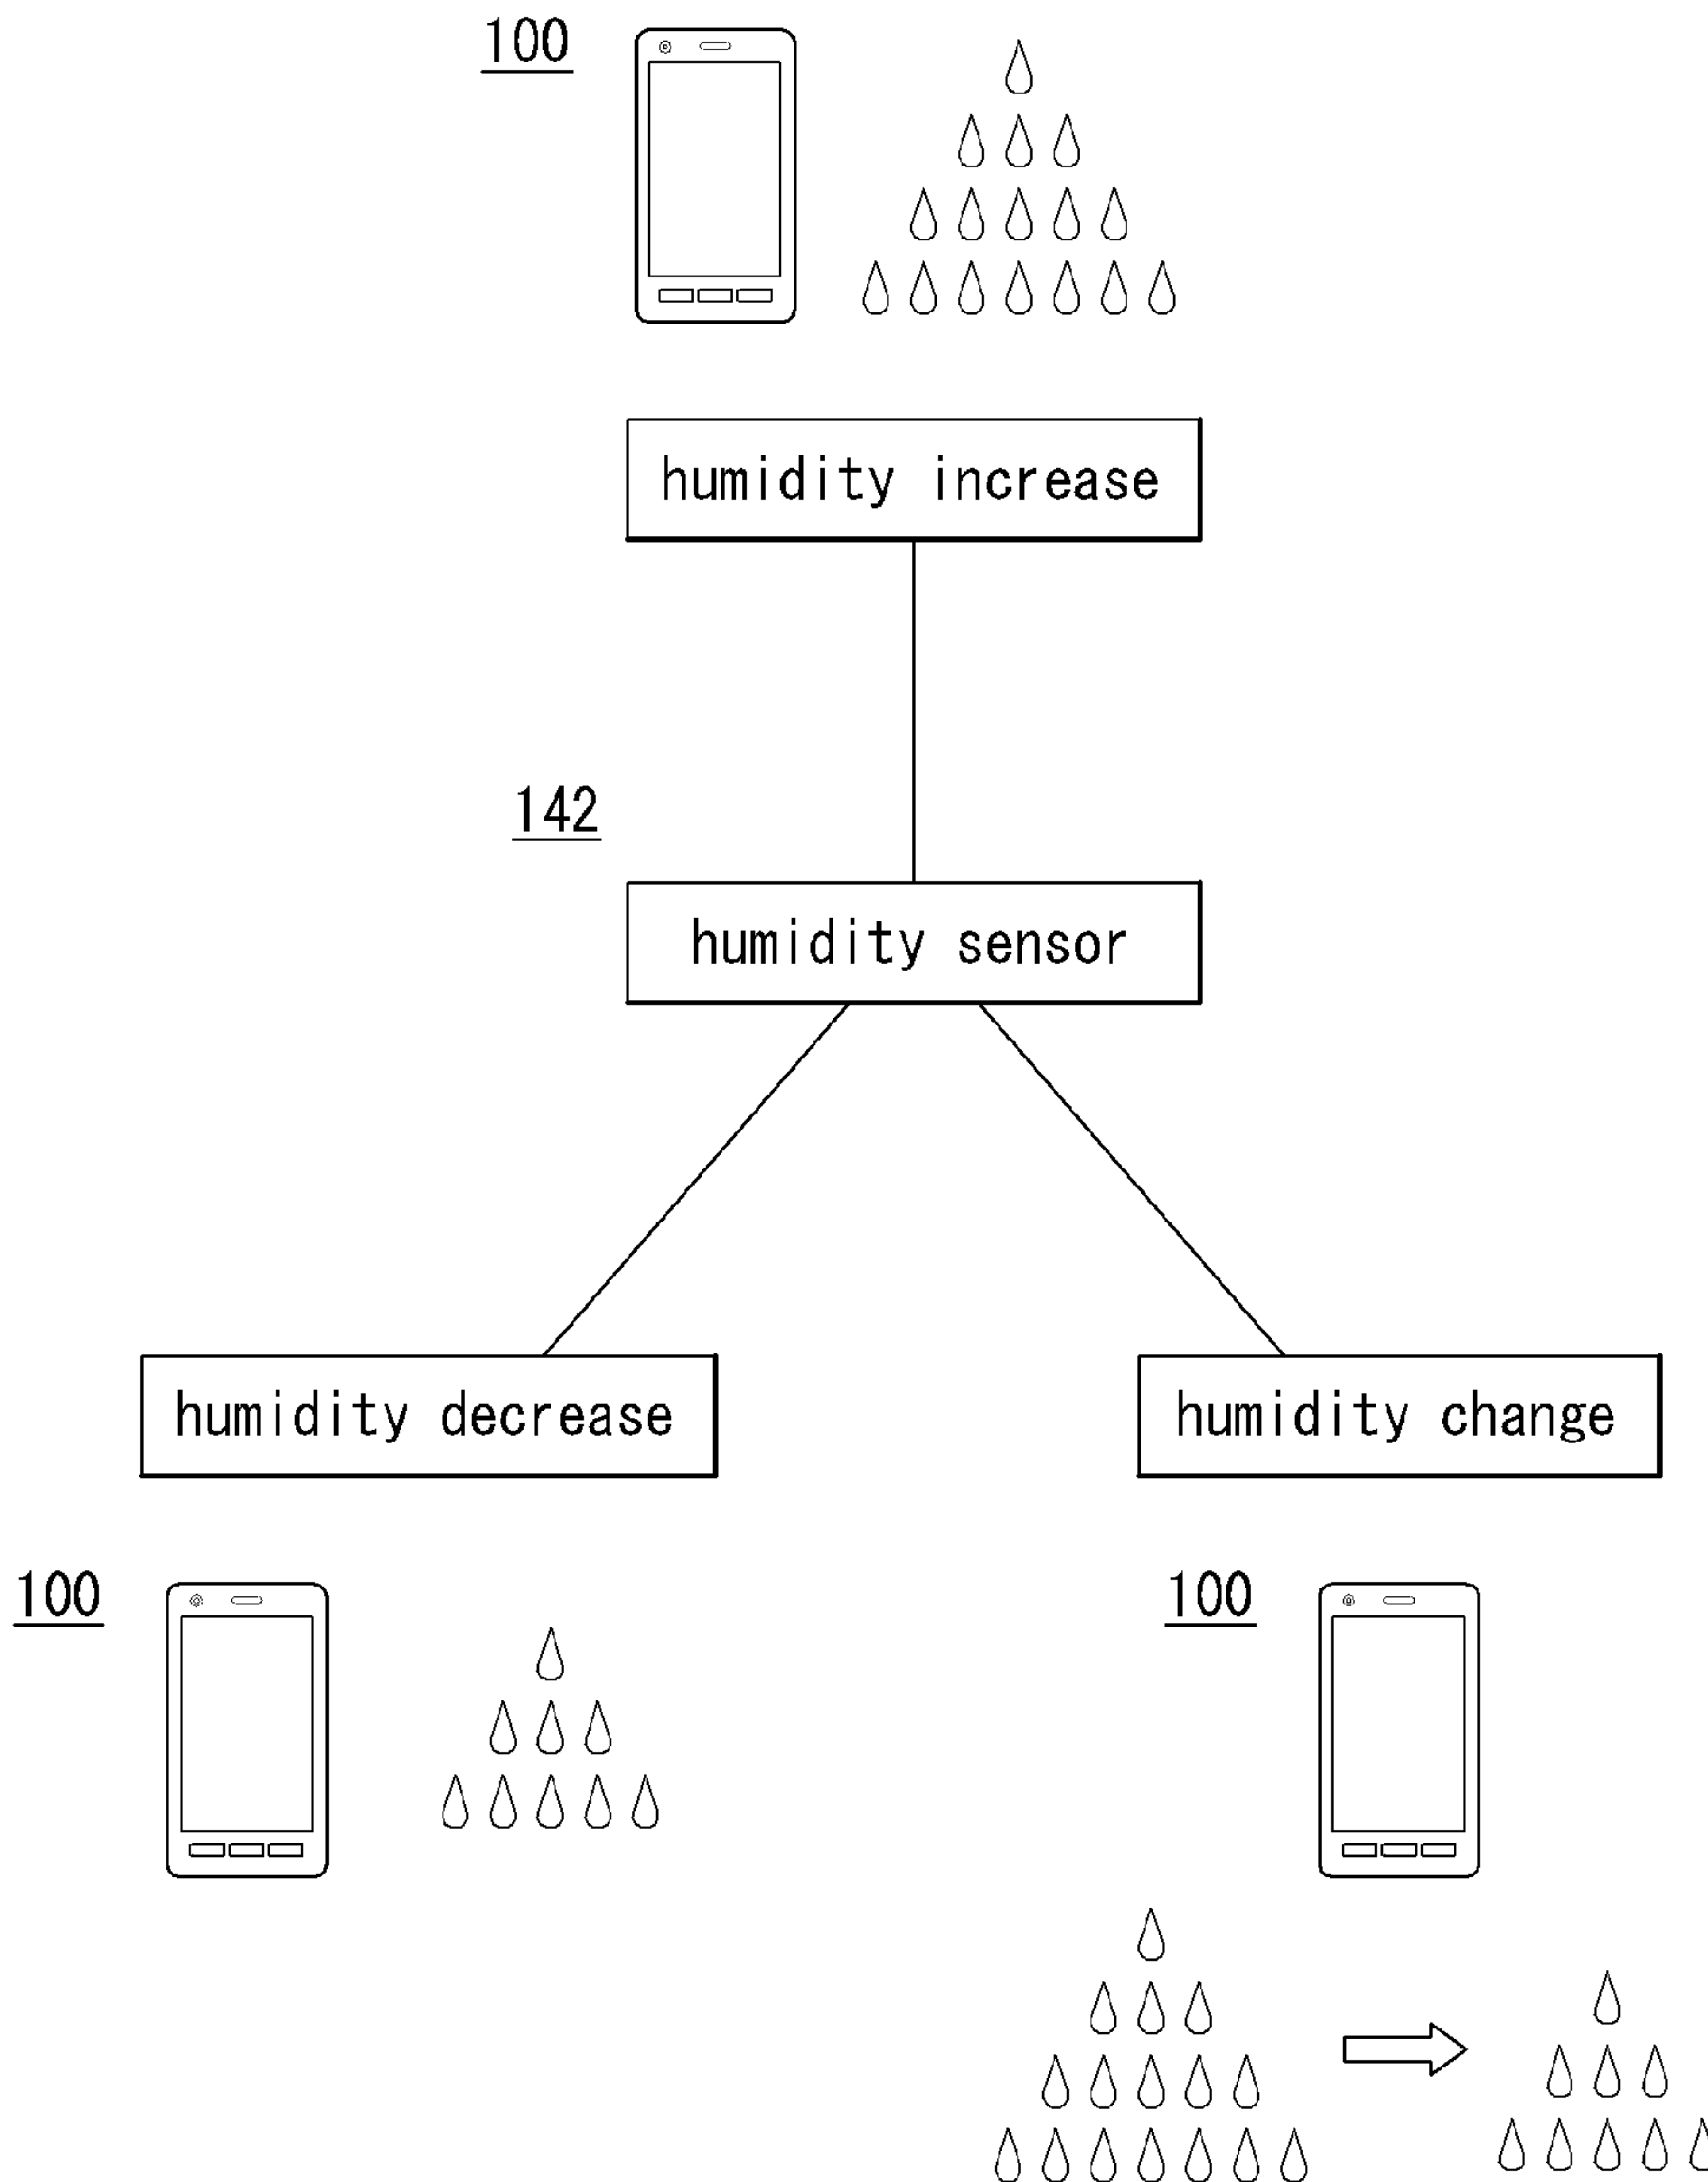 100
humidity increase
142
humidity sensor
humidity decrease
humidity change
100
100